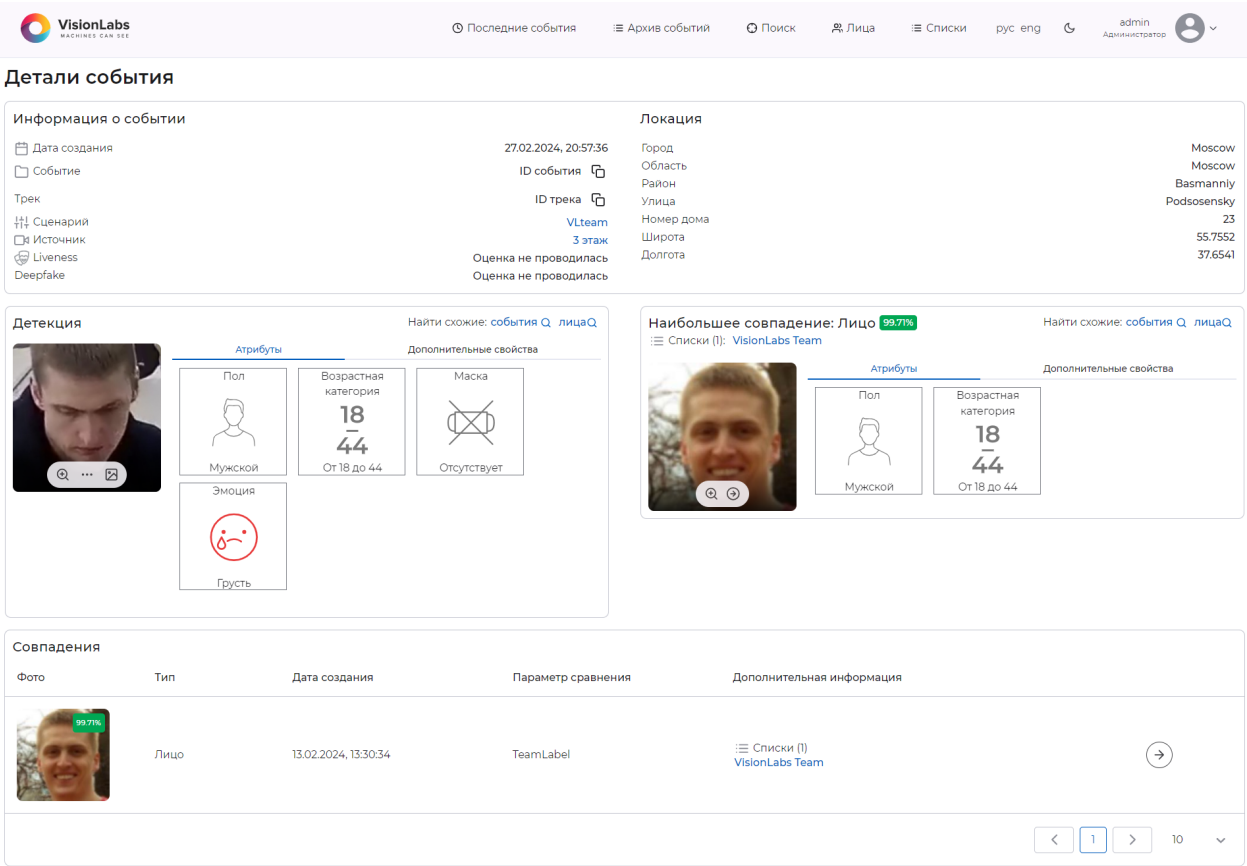 VisionLabs
MACHINES CAN SEE
Последние события
Архив событий
Поиск
Лица
Списки
рус eng
admin
Администратор
Детали события
Информация о событии
Дата создания 27.02.2024, 20:57:36
Событие ID события
Трек ID трека
Сценарий VLteam
Источник 3 этаж
Liveness Оценка не проводилась
Deepfake Оценка не проводилась
Локация
Город Moscow
Область Moscow
Район Basmanniy
Улица Podsosensky
Номер дома 23
Широта 55.7552
Долгота 37.6541
Детекция
Найти схожие: события лица
Атрибуты
Дополнительные свойства
Пол
Мужской
Возрастная
категория
18
44
От 18 до 44
Маска
Отсутствует
Эмоция
Грусть
Наибольшее совпадение: Лицо 99.71%
Найти схожие: события лица
Списки (1): VisionLabs Team
Атрибуты
Дополнительные свойства
Пол
Мужской
Возрастная
категория
18
44
От 18 до 44
Совпадения
Фото Тип Дата создания Параметр сравнения Дополнительная информация
99.71%
Лицо 13.02.2024, 13:30:34 TeamLabel
Списки (1)
VisionLabs Team
1 10